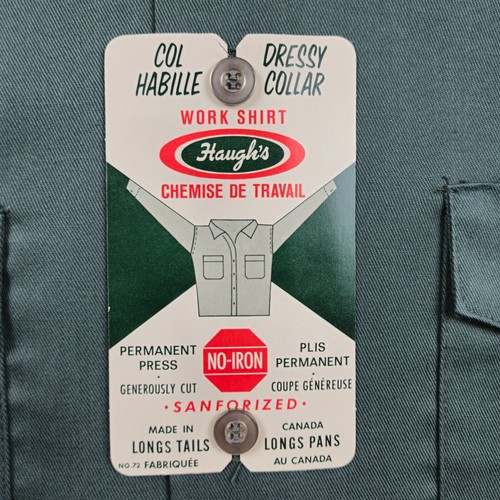 COL DRESSY
HABILLE COLLAR
WORK SHIRT
Haugh's
CHEMISE DE TRAVAIL
PERMANENT PLIS
PRESS NO-IRON PERMANENT
· ·
GENEROUSLY CUT COUPE GÉNÉREUSE
· SANFORIZED ·
MADE IN CANADA
LONGS TAILS LONGS PANS
NO. 72 FABRIQUÉE AU CANADA